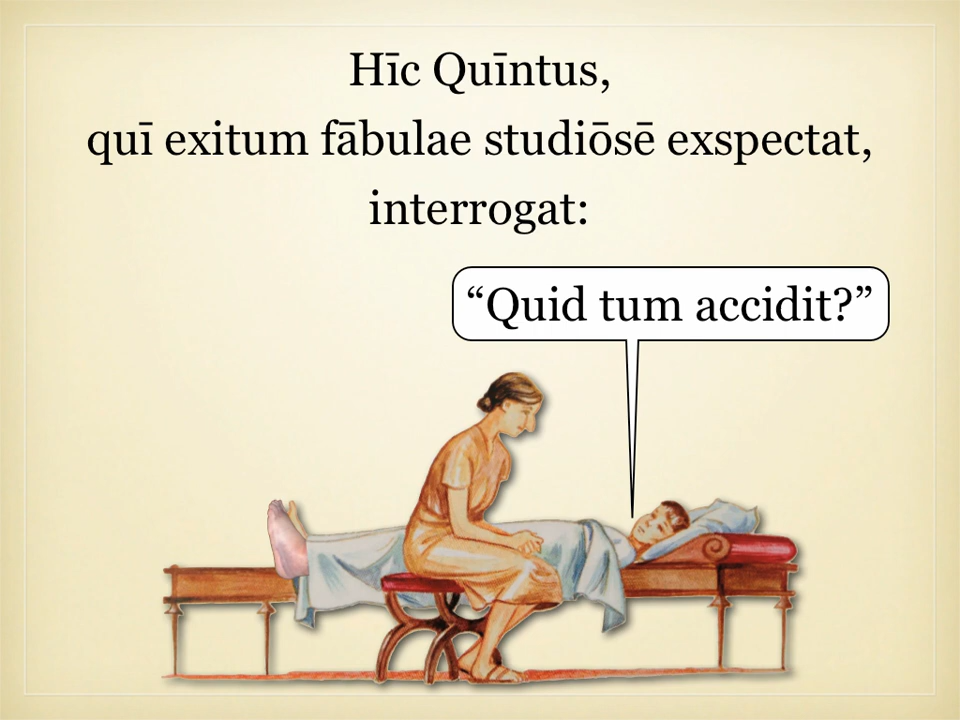 Hīc Quīntus,
quī exitum fābulae studiōsē exspectat,
interrogat:
“Quid tum accidit?”